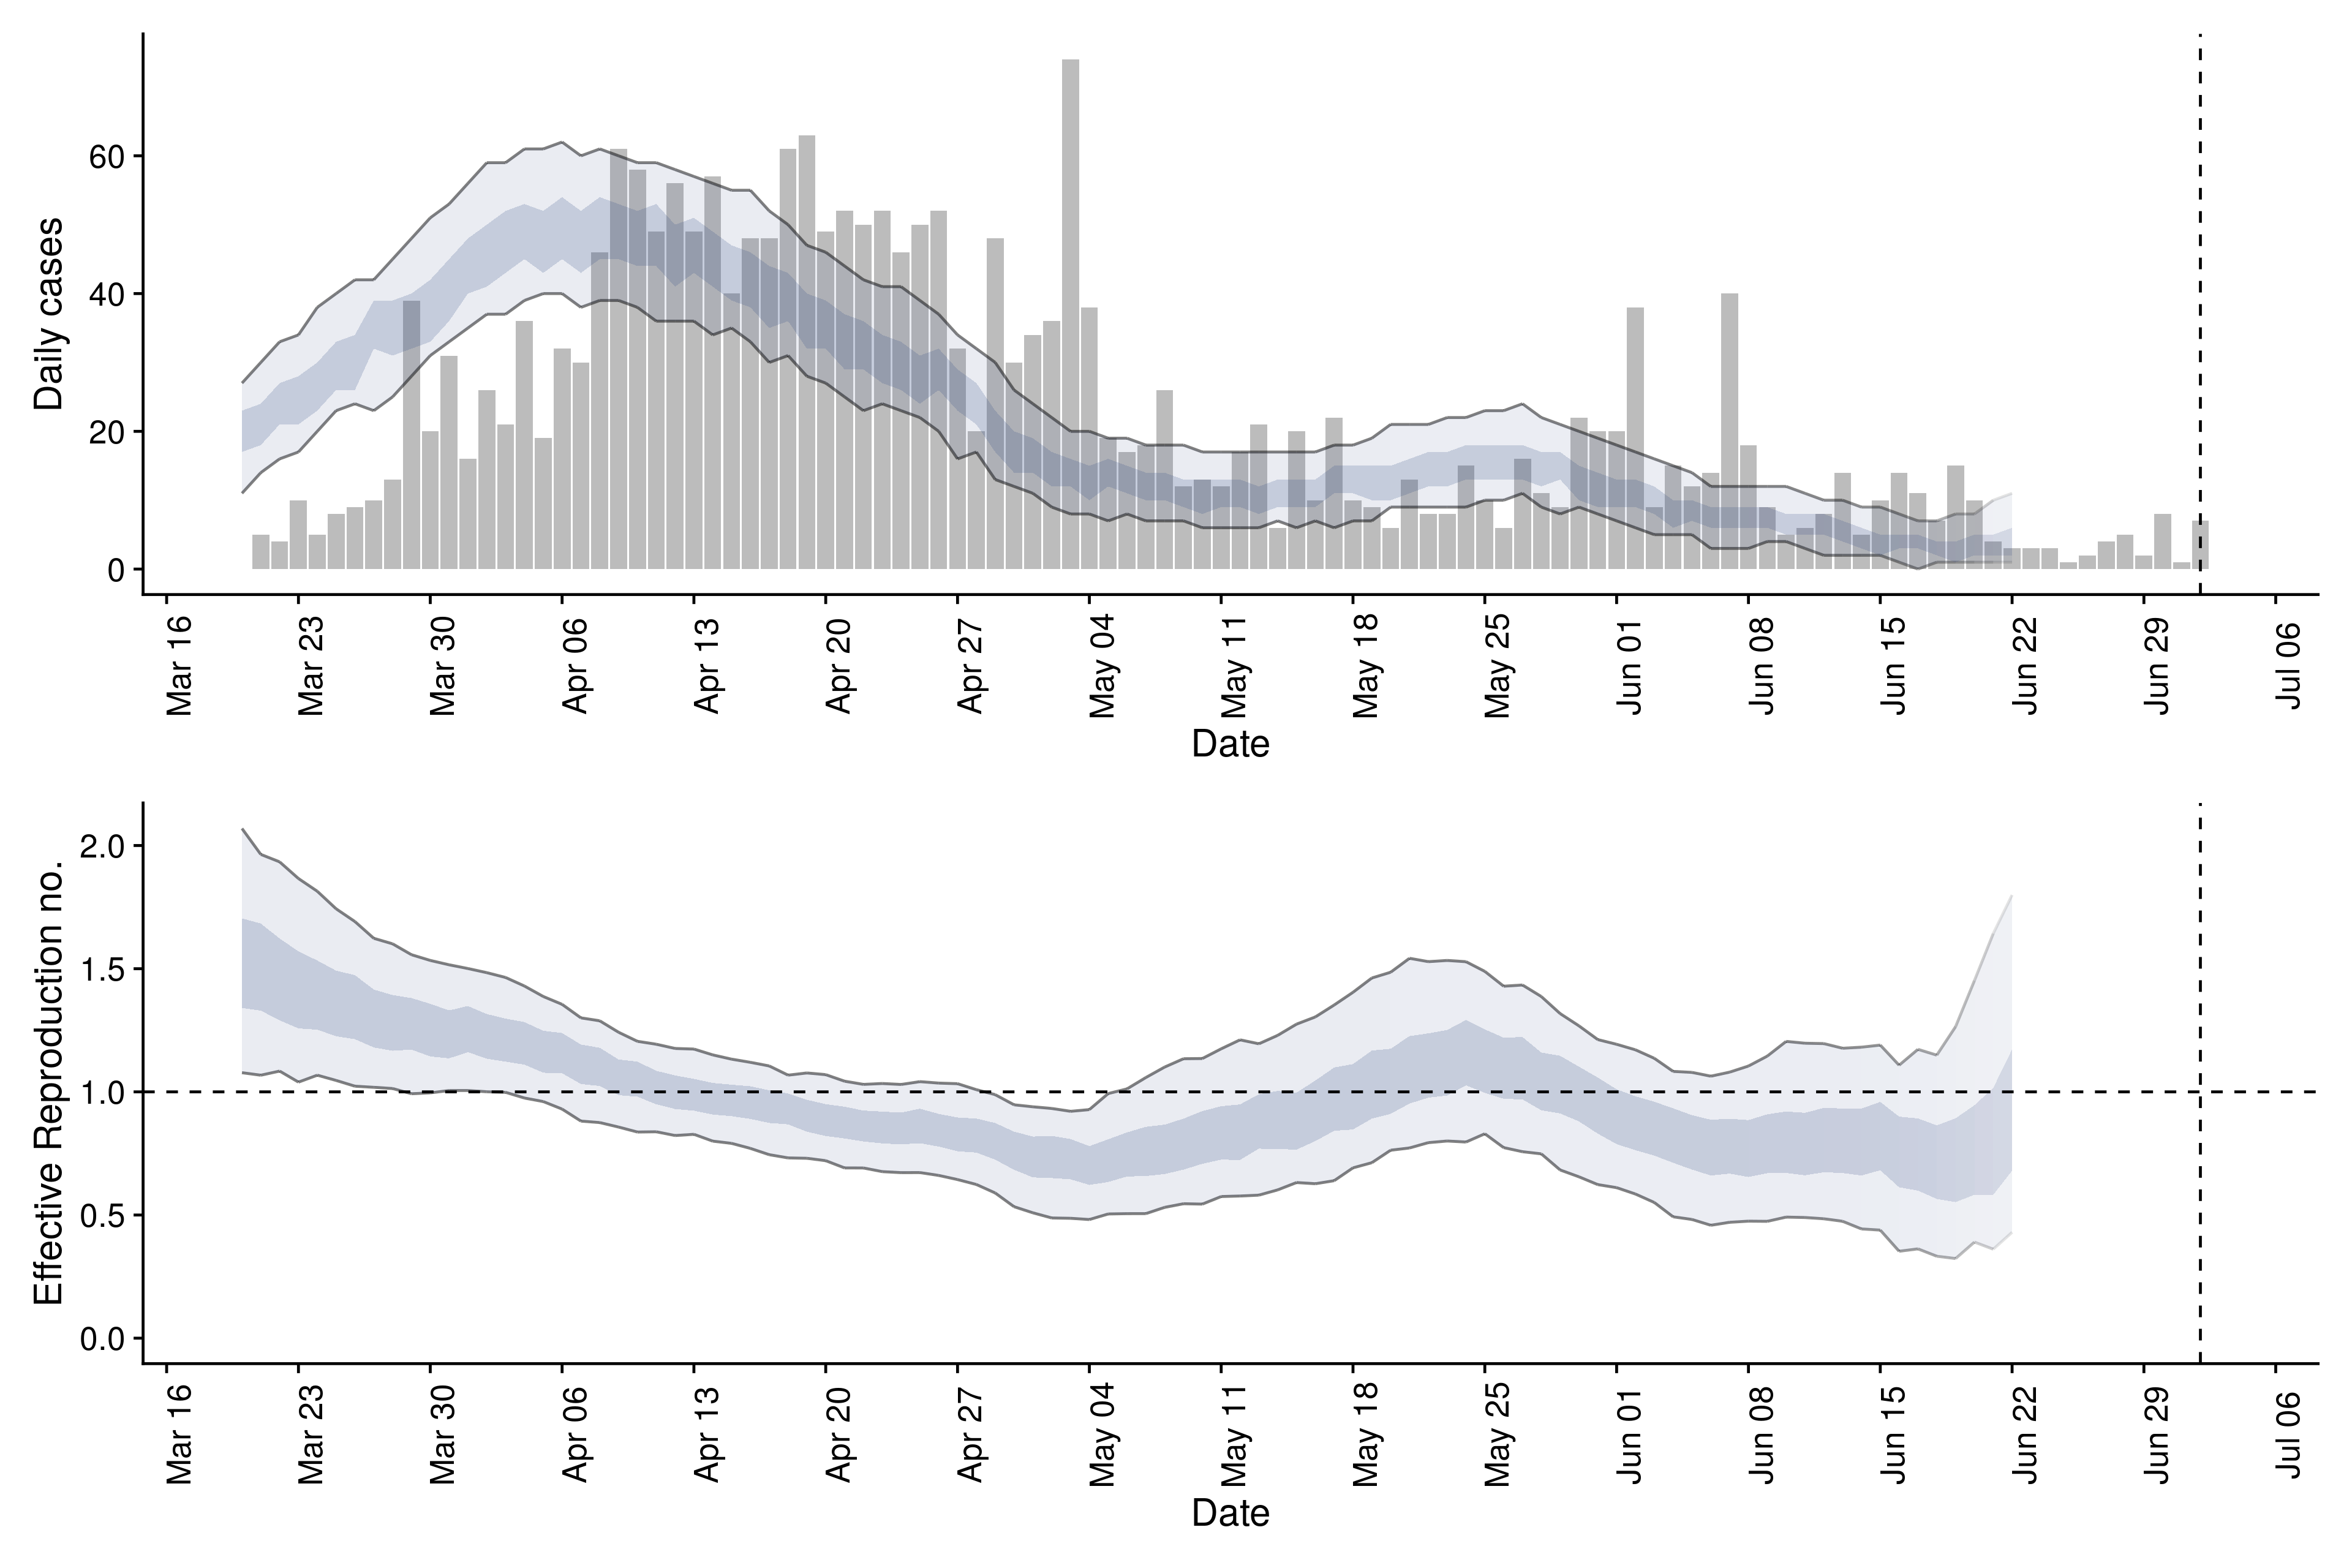 Daily cases
60
40
20
0
Mar 16
Mar 23
Mar 30
Apr 06
Apr 13
Apr 20
Apr 27
May 04
May 11
May 18
May 25
Jun 01
Jun 08
Jun 15
Jun 22
Jun 29
Jul 06
Date
Effective Reproduction no.
2.0
1.5
1.0
0.5
0.0
Mar 16
Mar 23
Mar 30
Apr 06
Apr 13
Apr 20
Apr 27
May 04
May 11
May 18
May 25
Jun 01
Jun 08
Jun 15
Jun 22
Jun 29
Jul 06
Date